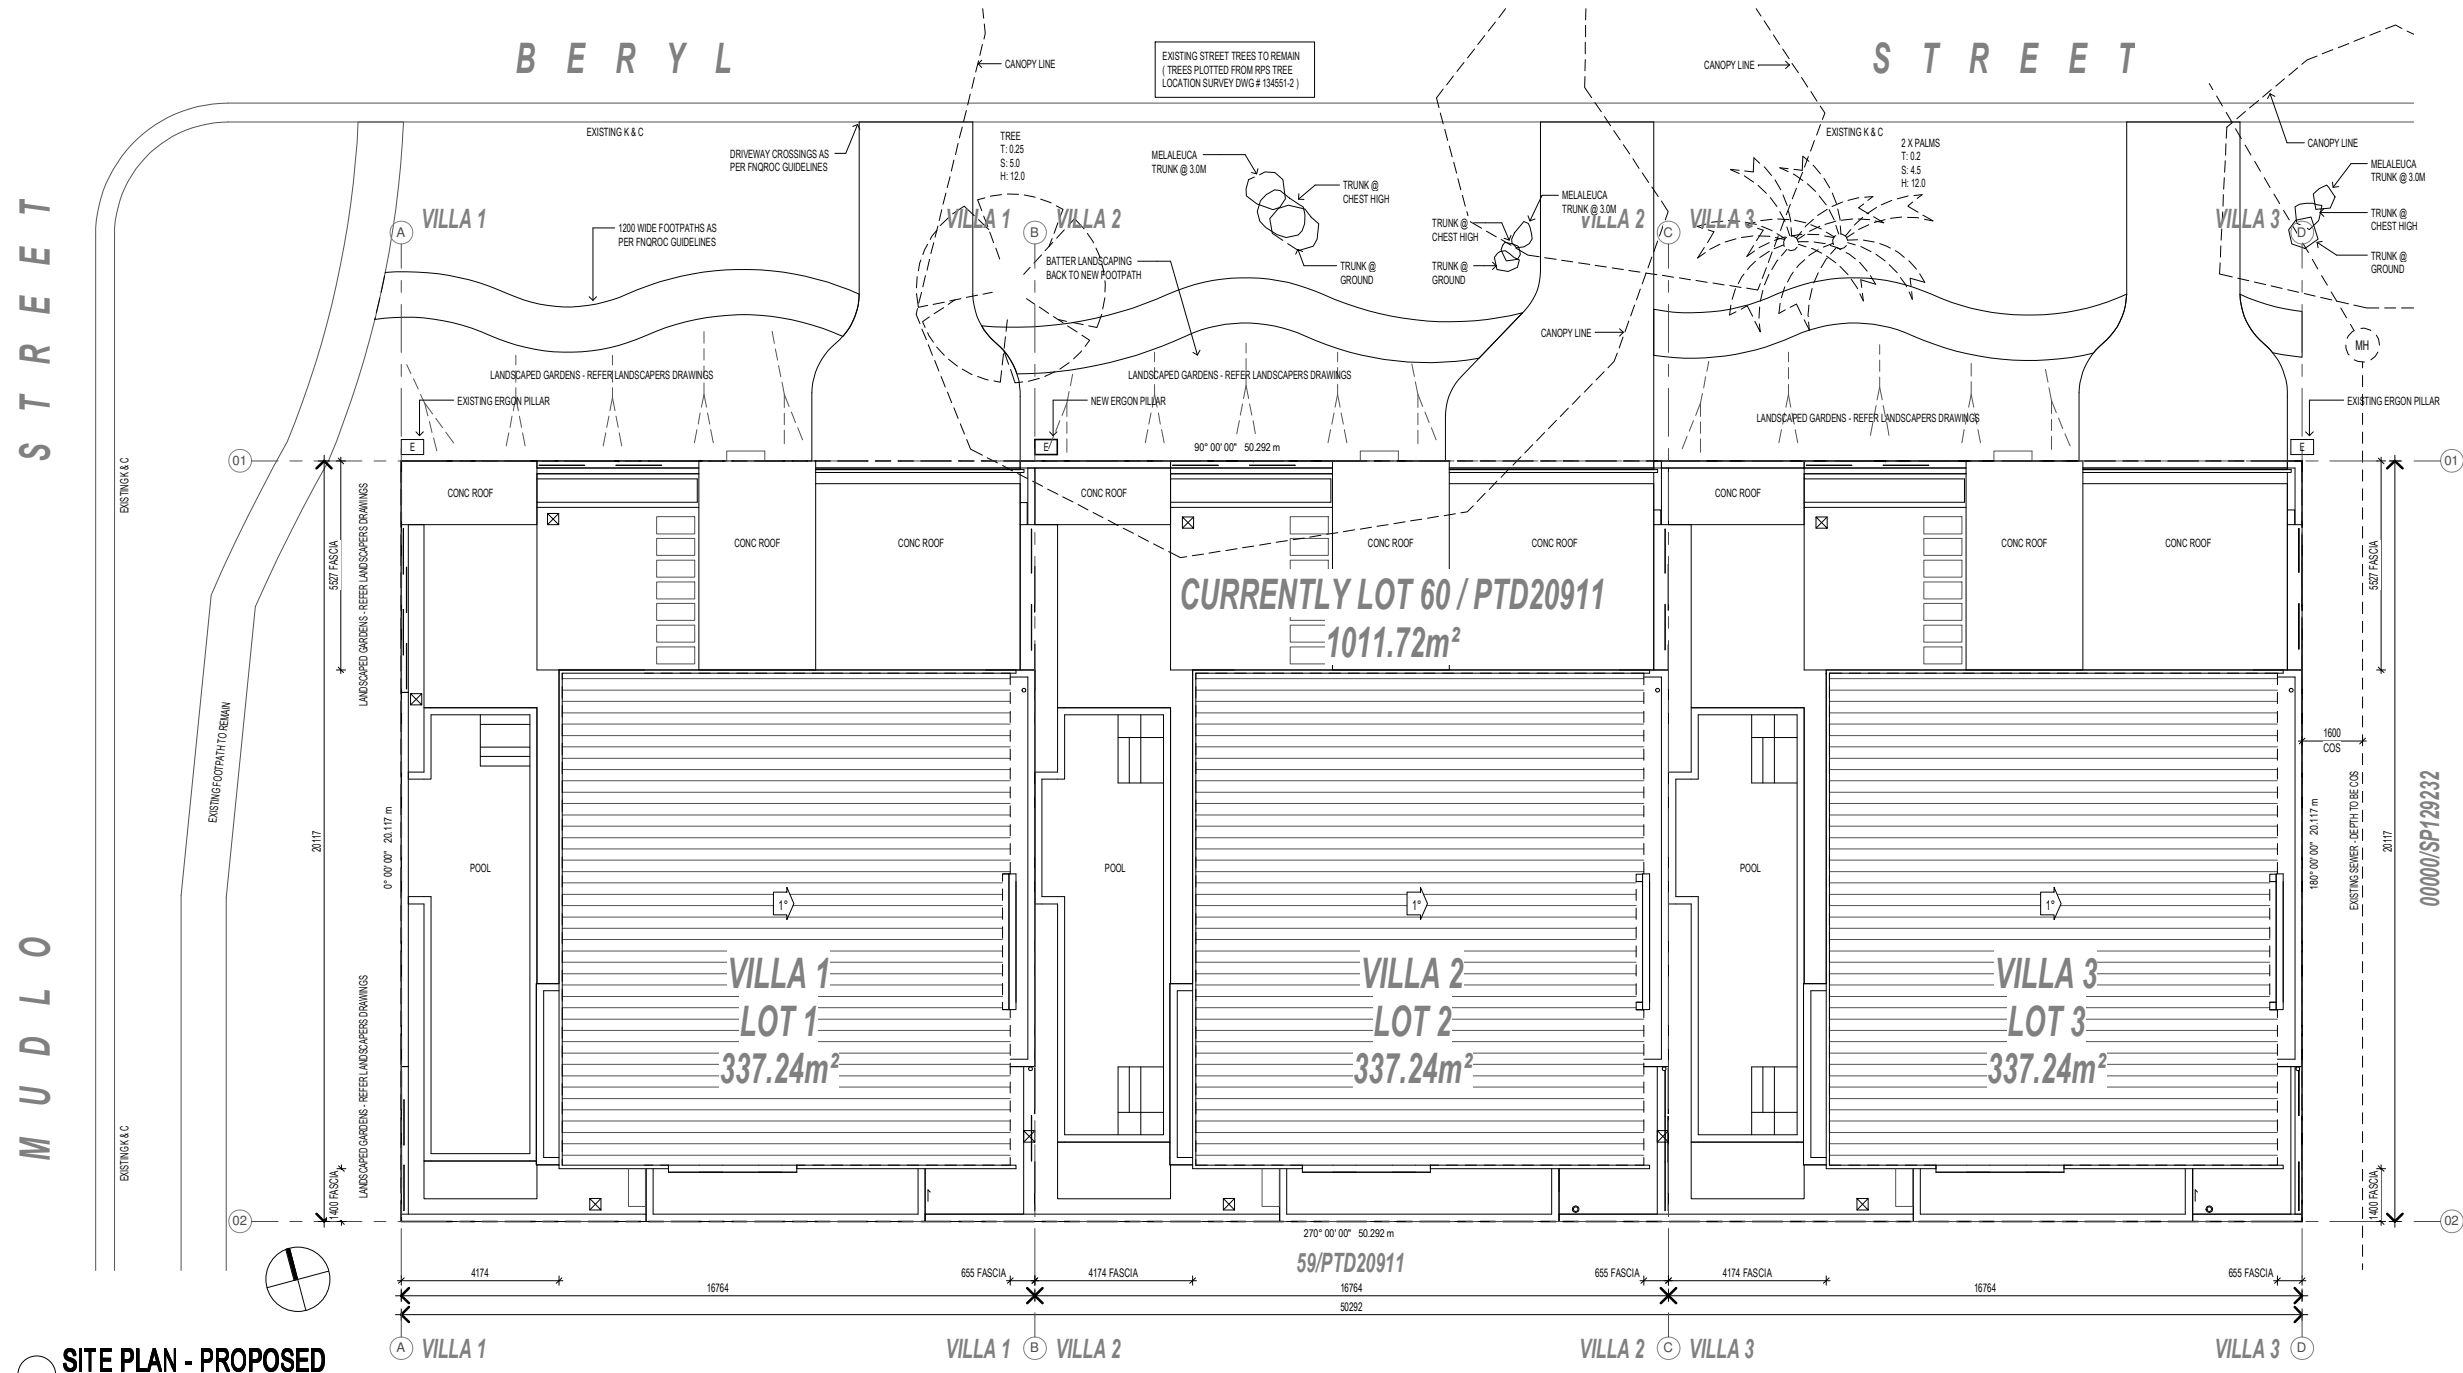 BERYL STREET
MUDLO STREET
CANOPY LINE
EXISTING STREET TREES TO REMAIN
( TREES PLOTTED FROM RPS TREE
LOCATION SURVEY DWG # 134551-2 )
CANOPY LINE
EXISTING K & C
DRIVEWAY CROSSINGS AS
PER FNQROC GUIDELINES
TREE
T: 0.25
S: 5.0
H: 12.0
MELALEUCA
TRUNK @ 3.0M
TRUNK @
CHEST HIGH
TRUNK @
GROUND
MELALEUCA
TRUNK @ 3.0M
TRUNK @
CHEST HIGH
TRUNK @
GROUND
EXISTING K & C
2 X PALMS
T: 0.2
S: 4.5
H: 12.0
CANOPY LINE
MELALEUCA
TRUNK @ 3.0M
TRUNK @
CHEST HIGH
TRUNK @
GROUND
A VILLA 1
VILLA 1 B VILLA 2
VILLA 2 C VILLA 3
VILLA 3 D
1200 WIDE FOOTPATHS AS
PER FNQROC GUIDELINES
BATTER LANDSCAPING
BACK TO NEW FOOTPATH
CANOPY LINE
MH
LANDSCAPED GARDENS - REFER LANDSCAPERS DRAWINGS
LANDSCAPED GARDENS - REFER LANDSCAPERS DRAWINGS
LANDSCAPED GARDENS - REFER LANDSCAPERS DRAWINGS
EXISTING ERGON PILLAR
NEW ERGON PILLAR
EXISTING ERGON PILLAR
E
E
E
90° 00' 00" 50.292 m
01
01
CONC ROOF
CONC ROOF
CONC ROOF
CONC ROOF
CONC ROOF
CONC ROOF
CONC ROOF
CONC ROOF
CONC ROOF
EXISTING K & C
5527 FASCIA
LANDSCAPED GARDENS - REFER LANDSCAPERS DRAWINGS
5527 FASCIA
CURRENTLY LOT 60 / PTD20911
1011.72m²
EXISTING FOOTPATH TO REMAIN
20117
0° 00' 00" 20.117 m
POOL
POOL
POOL
1°
1°
1°
1600
COS
180° 00' 00" 20.117 m
EXISTING SEWER - DEPTH TO BE COS
20117
0000/SP129232
VILLA 1
LOT 1
337.24m²
VILLA 2
LOT 2
337.24m²
VILLA 3
LOT 3
337.24m²
EXISTING K & C
1400 FASCIA
LANDSCAPED GARDENS - REFER LANDSCAPERS DRAWINGS
1400 FASCIA
02
02
270° 00' 00" 50.292 m
59/PTD20911
4174
655 FASCIA
4174 FASCIA
655 FASCIA
4174 FASCIA
655 FASCIA
16764
16764
16764
50292
A VILLA 1
VILLA 1 B VILLA 2
VILLA 2 C VILLA 3
VILLA 3 D
SITE PLAN - PROPOSED